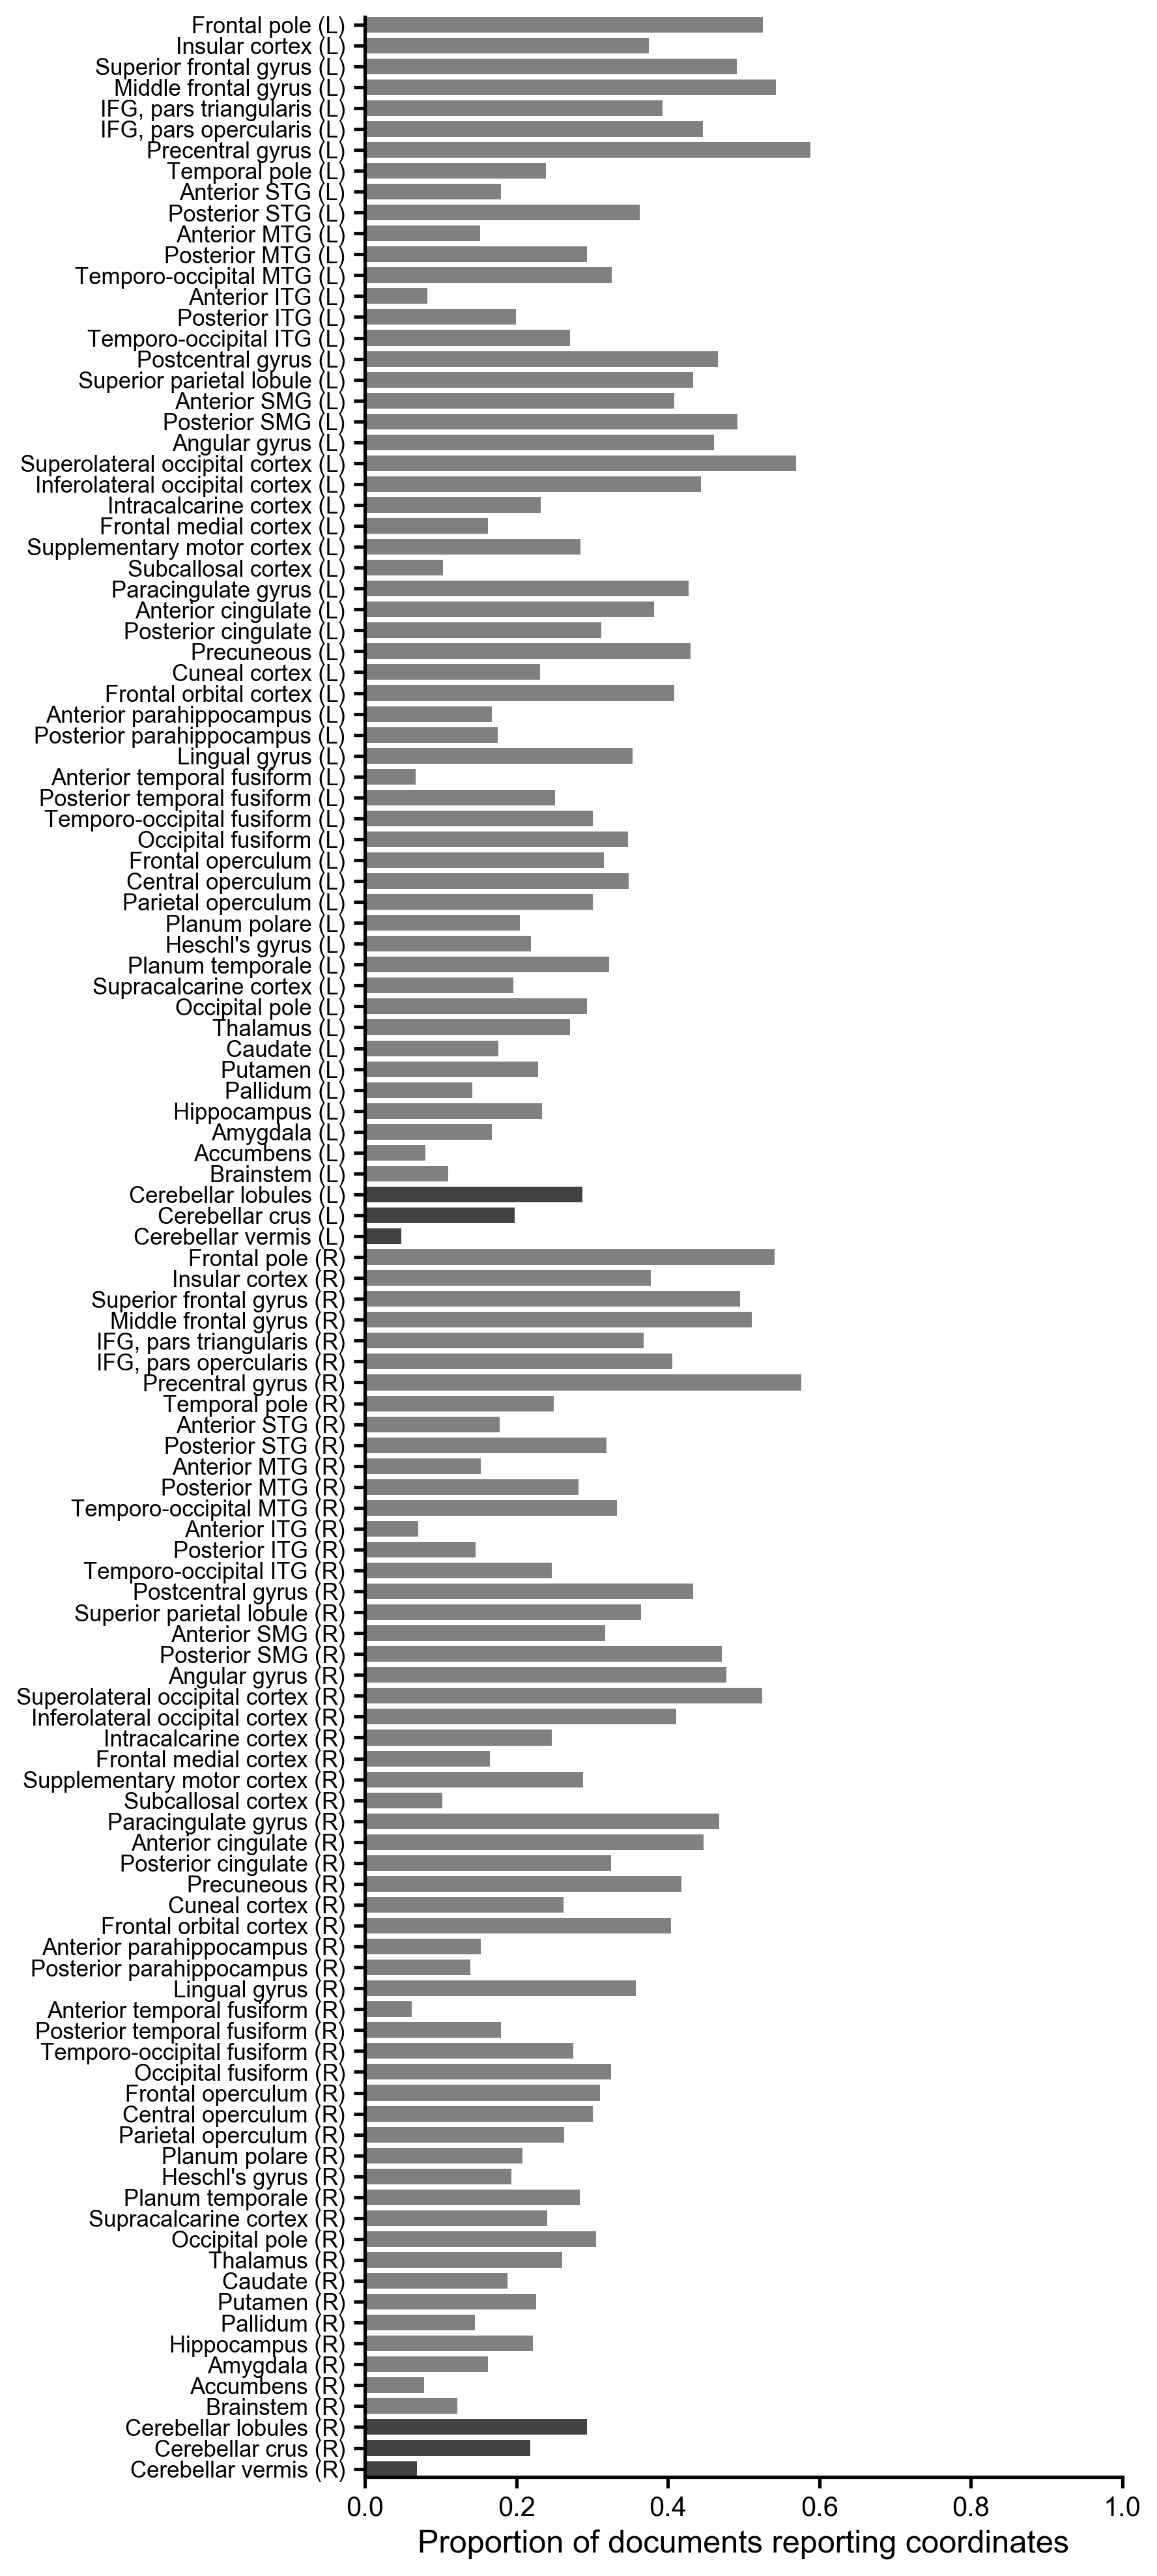 Frontal pole (L)
Insular cortex (L)
Superior frontal gyrus (L)
Middle frontal gyrus (L)
IFG, pars triangularis (L)
IFG, pars opercularis (L)
Precentral gyrus (L)
Temporal pole (L)
Anterior STG (L)
Posterior STG (L)
Anterior MTG (L)
Posterior MTG (L)
Temporo-occipital MTG (L)
Anterior ITG (L)
Posterior ITG (L)
Temporo-occipital ITG (L)
Postcentral gyrus (L)
Superior parietal lobule (L)
Anterior SMG (L)
Posterior SMG (L)
Angular gyrus (L)
Superolateral occipital cortex (L)
Inferolateral occipital cortex (L)
Intracalcarine cortex (L)
Frontal medial cortex (L)
Supplementary motor cortex (L)
Subcallosal cortex (L)
Paracingulate gyrus (L)
Anterior cingulate (L)
Posterior cingulate (L)
Precuneous (L)
Cuneal cortex (L)
Frontal orbital cortex (L)
Anterior parahippocampus (L)
Posterior parahippocampus (L)
Lingual gyrus (L)
Anterior temporal fusiform (L)
Posterior temporal fusiform (L)
Temporo-occipital fusiform (L)
Occipital fusiform (L)
Frontal operculum (L)
Central operculum (L)
Parietal operculum (L)
Planum polare (L)
Heschl's gyrus (L)
Planum temporale (L)
Supracalcarine cortex (L)
Occipital pole (L)
Thalamus (L)
Caudate (L)
Putamen (L)
Pallidum (L)
Hippocampus (L)
Amygdala (L)
Accumbens (L)
Brainstem (L)
Cerebellar lobules (L)
Cerebellar crus (L)
Cerebellar vermis (L)
Frontal pole (R)
Insular cortex (R)
Superior frontal gyrus (R)
Middle frontal gyrus (R)
IFG, pars triangularis (R)
IFG, pars opercularis (R)
Precentral gyrus (R)
Temporal pole (R)
Anterior STG (R)
Posterior STG (R)
Anterior MTG (R)
Posterior MTG (R)
Temporo-occipital MTG (R)
Anterior ITG (R)
Posterior ITG (R)
Temporo-occipital ITG (R)
Postcentral gyrus (R)
Superior parietal lobule (R)
Anterior SMG (R)
Posterior SMG (R)
Angular gyrus (R)
Superolateral occipital cortex (R)
Inferolateral occipital cortex (R)
Intracalcarine cortex (R)
Frontal medial cortex (R)
Supplementary motor cortex (R)
Subcallosal cortex (R)
Paracingulate gyrus (R)
Anterior cingulate (R)
Posterior cingulate (R)
Precuneous (R)
Cuneal cortex (R)
Frontal orbital cortex (R)
Anterior parahippocampus (R)
Posterior parahippocampus (R)
Lingual gyrus (R)
Anterior temporal fusiform (R)
Posterior temporal fusiform (R)
Temporo-occipital fusiform (R)
Occipital fusiform (R)
Frontal operculum (R)
Central operculum (R)
Parietal operculum (R)
Planum polare (R)
Heschl's gyrus (R)
Planum temporale (R)
Supracalcarine cortex (R)
Occipital pole (R)
Thalamus (R)
Caudate (R)
Putamen (R)
Pallidum (R)
Hippocampus (R)
Amygdala (R)
Accumbens (R)
Brainstem (R)
Cerebellar lobules (R)
Cerebellar crus (R)
Cerebellar vermis (R)
0.0 0.2 0.4 0.6 0.8 1.0
Proportion of documents reporting coordinates